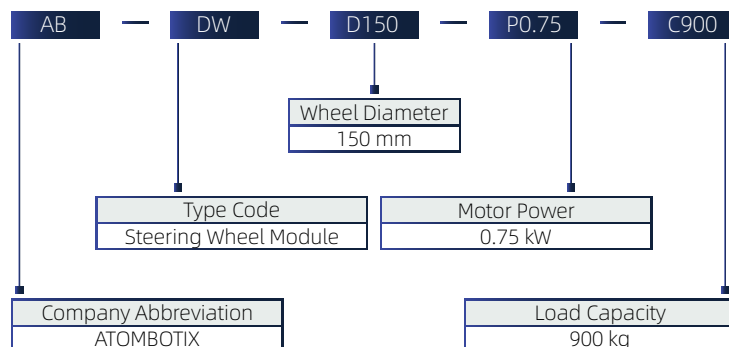 AB — DW — D150 — P0.75 — C900
Wheel Diameter
150 mm
Type Code
Steering Wheel Module
Motor Power
0.75 kW
Company Abbreviation
ATOMBOTIX
Load Capacity
900 kg